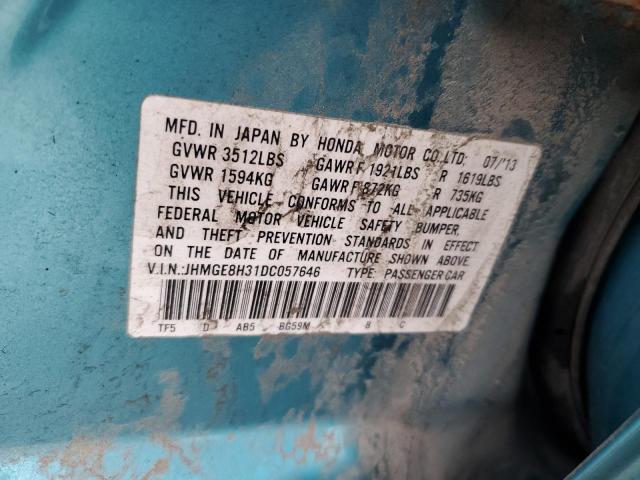 MFD. IN JAPAN BY HONDA MOTOR CO.,LTD. 07/'13
GVWR 3512LBS GAWR F 1921LBS R 1619LBS
GVWR 1594KG GAWR F 872KG R 735KG
THIS VEHICLE CONFORMS TO ALL APPLICABLE
FEDERAL MOTOR VEHICLE SAFETY BUMPER,
AND THEFT PREVENTION STANDARDS IN EFFECT
ON THE DATE OF MANUFACTURE SHOWN ABOVE.
V.I.N.:JHMGE8H31DC057646 TYPE: PASSENGER CAR
TF5 D AB5 BG59M B C